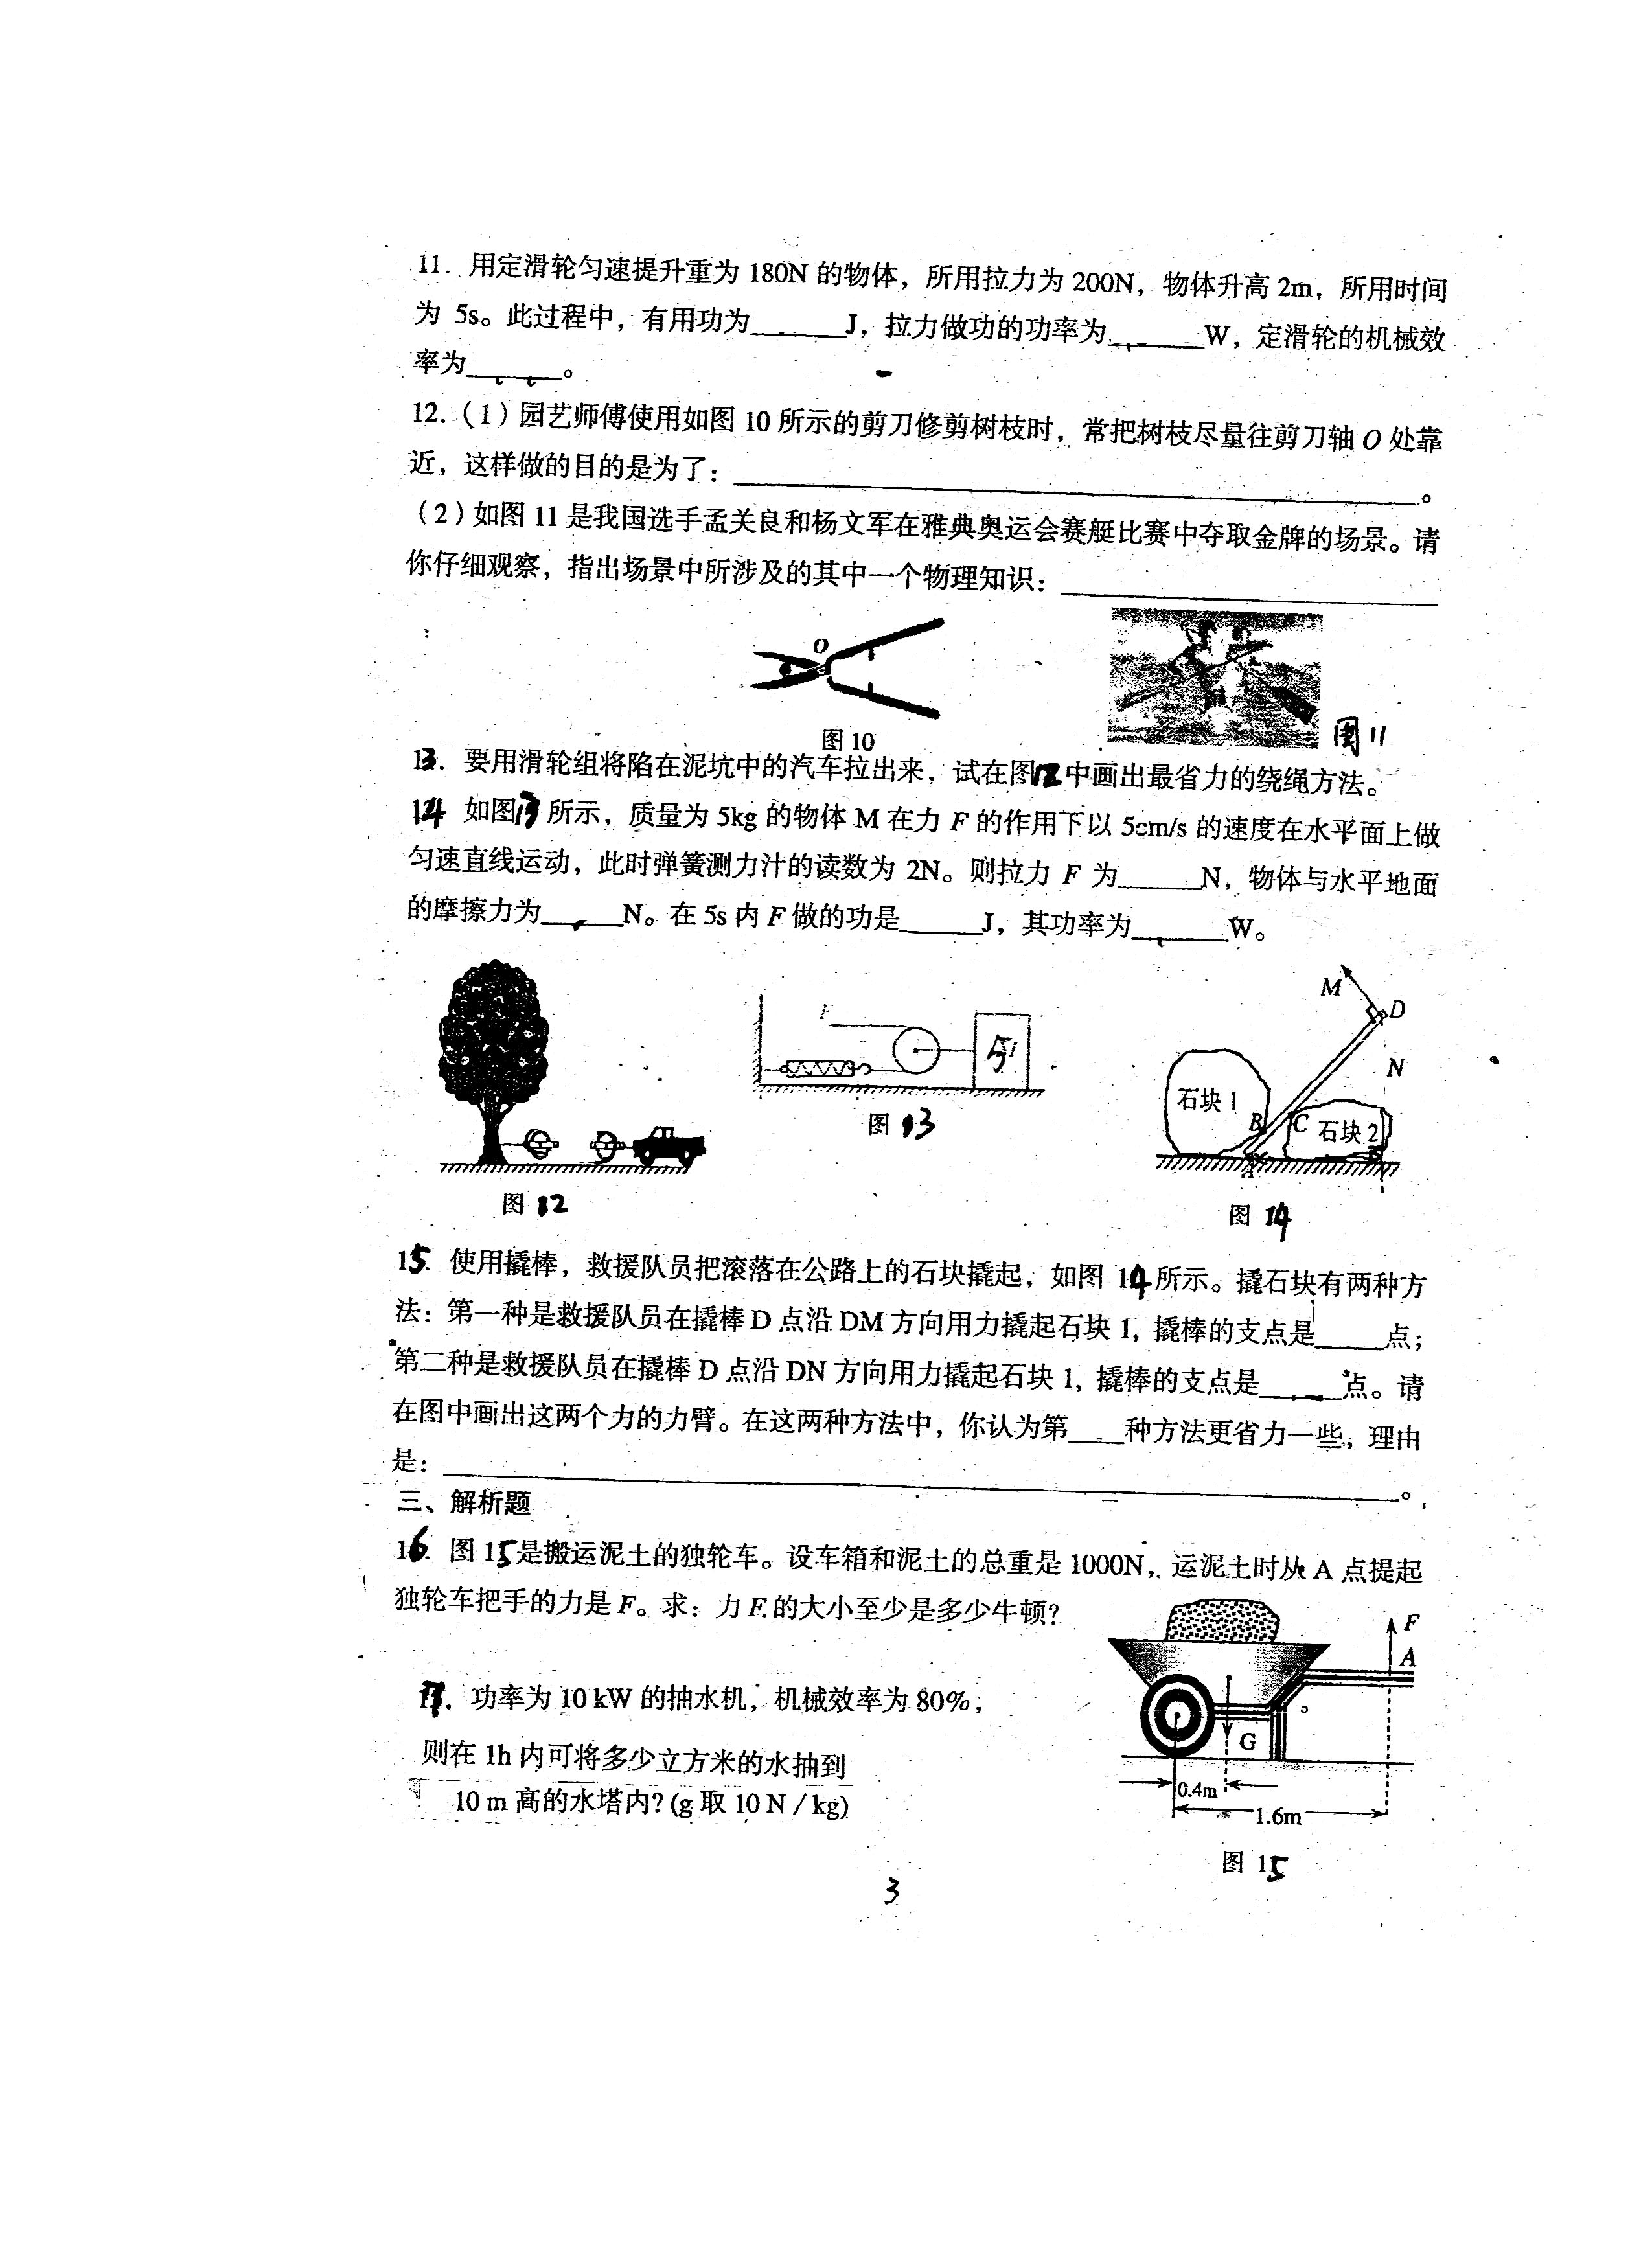 11. 用定滑轮匀速提升重为 180N 的物体，所用拉力为 200N，物体升高 2m，所用时间
为 5s。此过程中，有用功为______J，拉力做功的功率为______W，定滑轮的机械效
率为______。
12.（1）园艺师傅使用如图 10 所示的剪刀修剪树枝时，常把树枝尽量往剪刀轴 O 处靠
近，这样做的目的是为了：______。
（2）如图 11 是我国选手孟关良和杨文军在雅典奥运会赛艇比赛中夺取金牌的场景。请
你仔细观察，指出场景中所涉及的其中一个物理知识：______
O
图 10
图 11
13. 要用滑轮组将陷在泥坑中的汽车拉出来，试在图12中画出最省力的绕绳方法。
14 如图13所示，质量为 5kg 的物体 M 在力 F 的作用下以 5cm/s 的速度在水平面上做
匀速直线运动，此时弹簧测力汁的读数为 2N。则拉力 F 为______N，物体与水平地面
的摩擦力为______N。在 5s 内 F 做的功是______J，其功率为______W。
F
M
D
N
石块 1
B
C
石块 2
A
图 12
图 13
图 14
15. 使用撬棒，救援队员把滚落在公路上的石块撬起，如图 14所示。撬石块有两种方
法：第一种是救援队员在撬棒 D 点沿 DM 方向用力撬起石块 1, 撬棒的支点是______点；
第二种是救援队员在撬棒 D 点沿 DN 方向用力撬起石块 1, 撬棒的支点是______点。请
在图中画出这两个力的力臂。在这两种方法中，你认为第____种方法更省力一些，理由
是：______。
三、解析题
16. 图 15是搬运泥土的独轮车。设车箱和泥土的总重是 1000N，运泥土时从 A 点提起
独轮车把手的力是 F。求：力 F 的大小至少是多少牛顿？
17. 功率为 10 kW 的抽水机，机械效率为 80%，
则在 1h 内可将多少立方米的水抽到
10 m 高的水塔内？(g 取 10 N / kg)
F
A
G
0.4m
1.6m
图 15
3